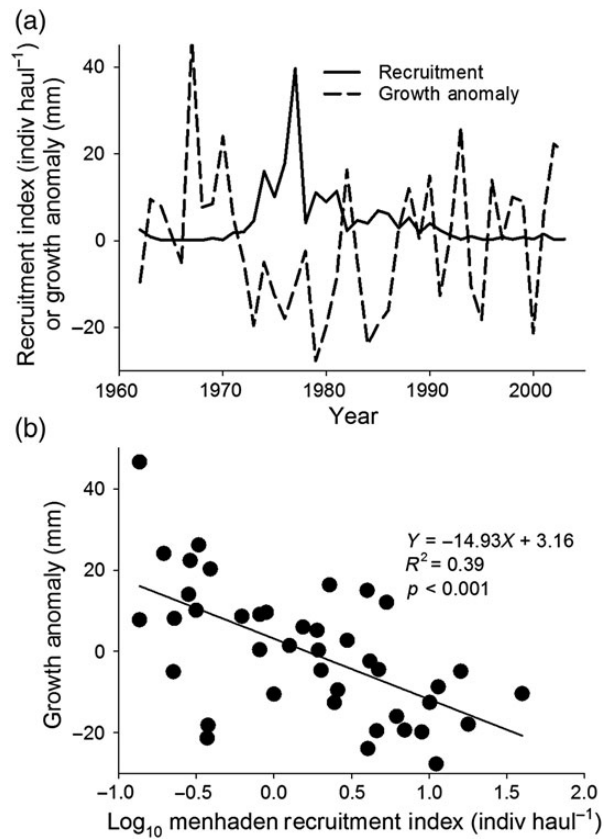 (a)
Recruitment index (indiv haul⁻¹)
or growth anomaly (mm)
40
20
0
−20
Recruitment
Growth anomaly
1960 1970 1980 1990 2000
Year
(b)
Growth anomaly (mm)
40
20
0
−20
Y = −14.93X + 3.16
R² = 0.39
p < 0.001
−1.0 −0.5 0.0 0.5 1.0 1.5 2.0
Log₁₀ menhaden recruitment index (indiv haul⁻¹)